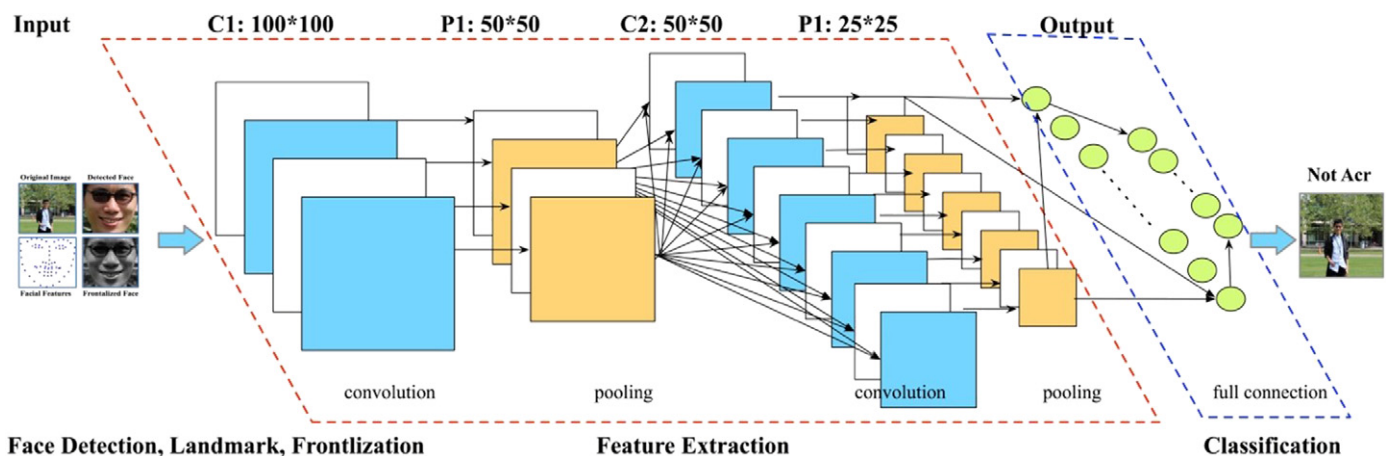 Input
C1: 100*100
P1: 50*50
C2: 50*50
P1: 25*25
Output
Original Image
Detected Face
Facial Features
Frontalized Face
Not Acr
convolution
pooling
convolution
pooling
full connection
Face Detection, Landmark, Frontlization
Feature Extraction
Classification